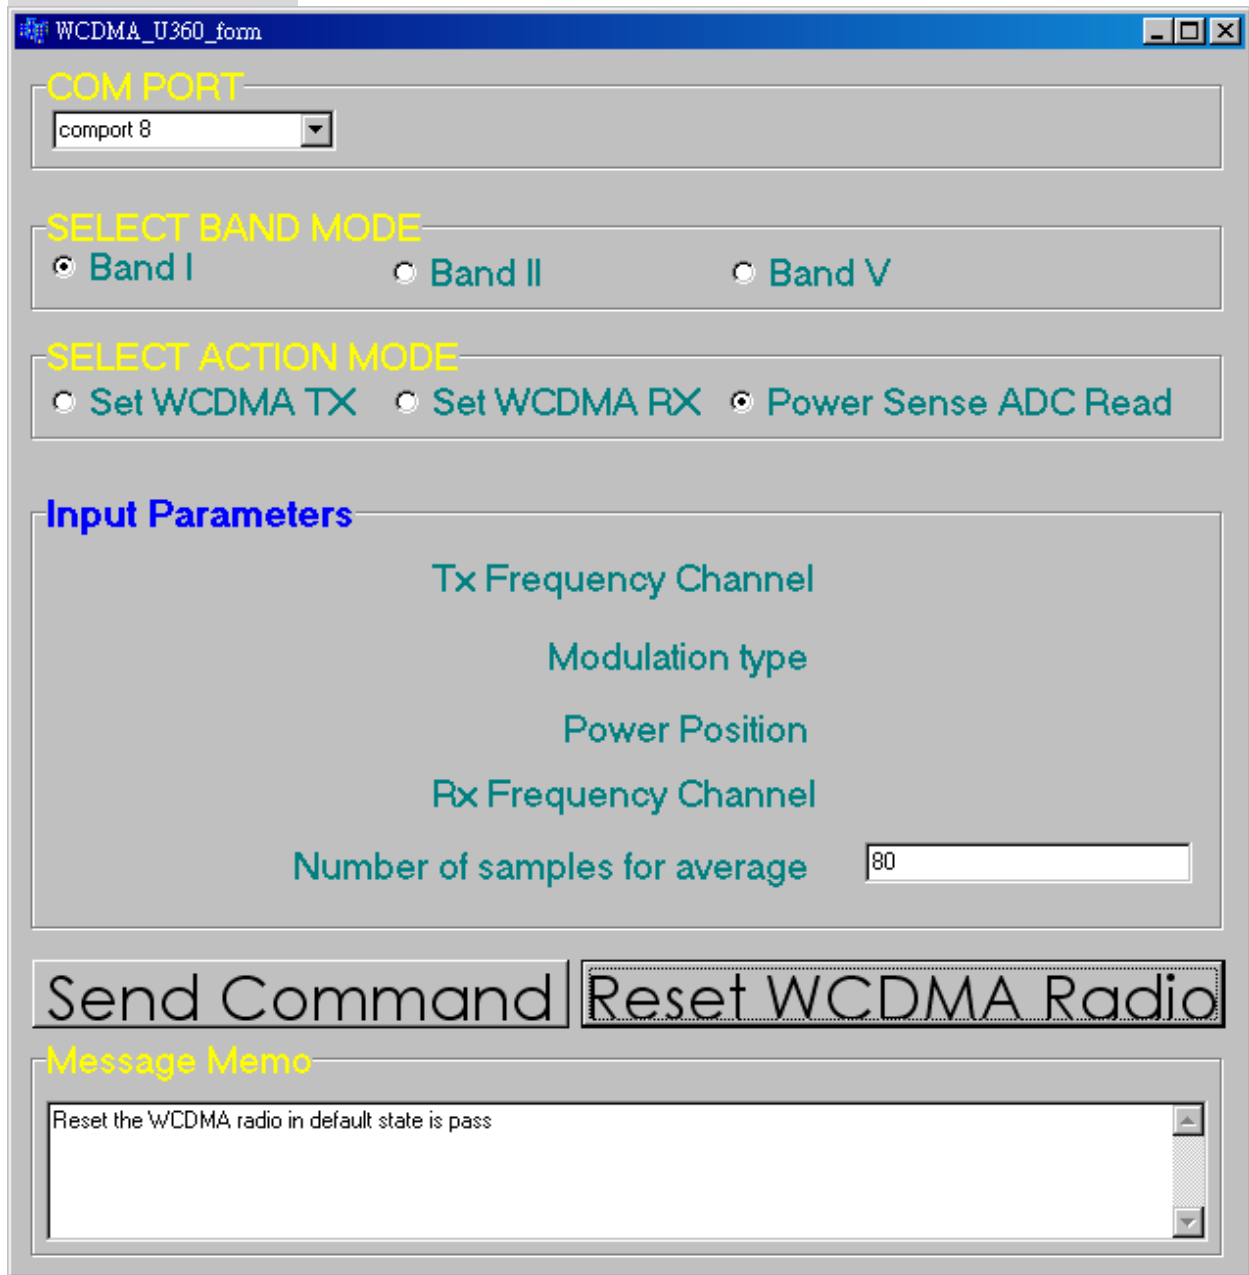 WCDMA_U360_form
COM PORT
comport 8
SELECT BAND MODE
Band I Band II Band V
SELECT ACTION MODE
Set WCDMA TX Set WCDMA RX Power Sense ADC Read
Input Parameters
Tx Frequency Channel
Modulation type
Power Position
Rx Frequency Channel
Number of samples for average 80
Send Command Reset WCDMA Radio
Message Memo
Reset the WCDMA radio in default state is pass